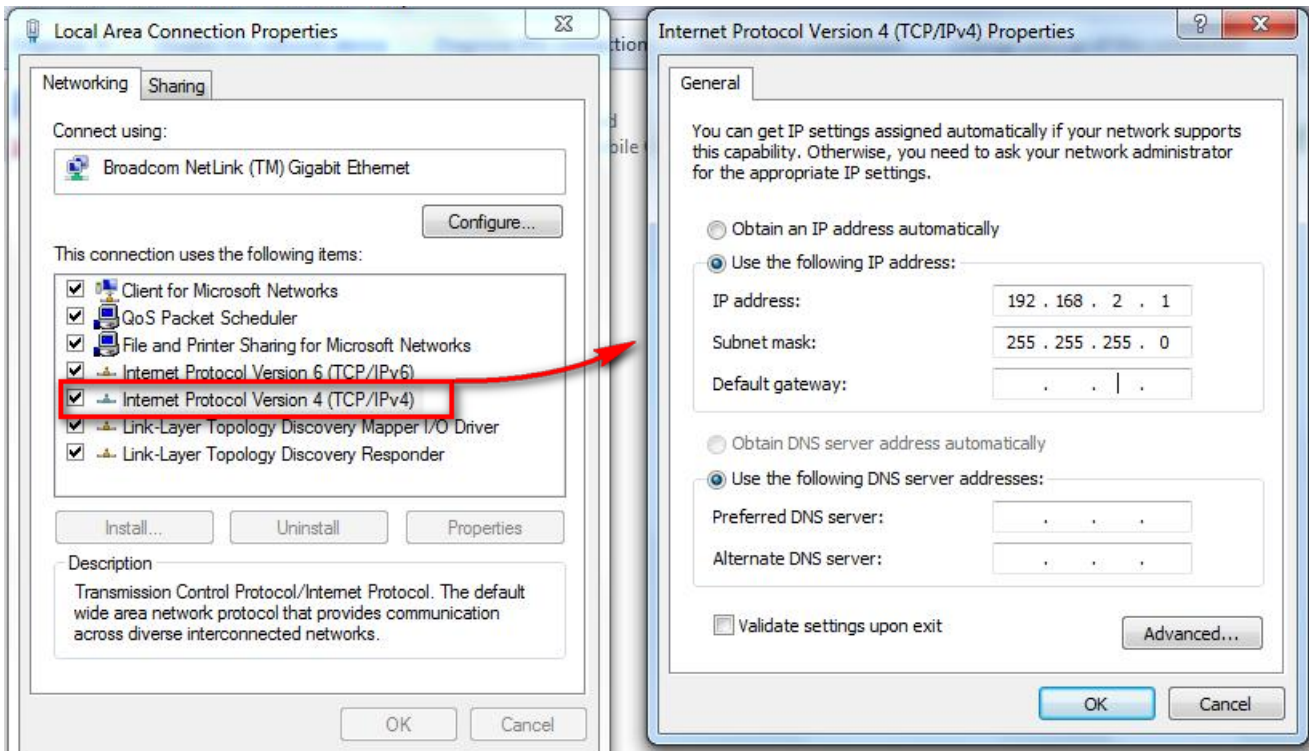 Local Area Connection Properties
Networking
Sharing
Connect using:
Broadcom NetLink (TM) Gigabit Ethernet
Configure...
This connection uses the following items:
Client for Microsoft Networks
QoS Packet Scheduler
File and Printer Sharing for Microsoft Networks
Internet Protocol Version 6 (TCP/IPv6)
Internet Protocol Version 4 (TCP/IPv4)
Link-Layer Topology Discovery Mapper I/O Driver
Link-Layer Topology Discovery Responder
Install...
Uninstall
Properties
Description
Transmission Control Protocol/Internet Protocol. The default
wide area network protocol that provides communication
across diverse interconnected networks.
OK
Cancel
Internet Protocol Version 4 (TCP/IPv4) Properties
General
You can get IP settings assigned automatically if your network supports
this capability. Otherwise, you need to ask your network administrator
for the appropriate IP settings.
Obtain an IP address automatically
Use the following IP address:
IP address: 192 . 168 . 2 . 1
Subnet mask: 255 . 255 . 255 . 0
Default gateway: . . .
Obtain DNS server address automatically
Use the following DNS server addresses:
Preferred DNS server: . . .
Alternate DNS server: . . .
Validate settings upon exit
Advanced...
OK
Cancel